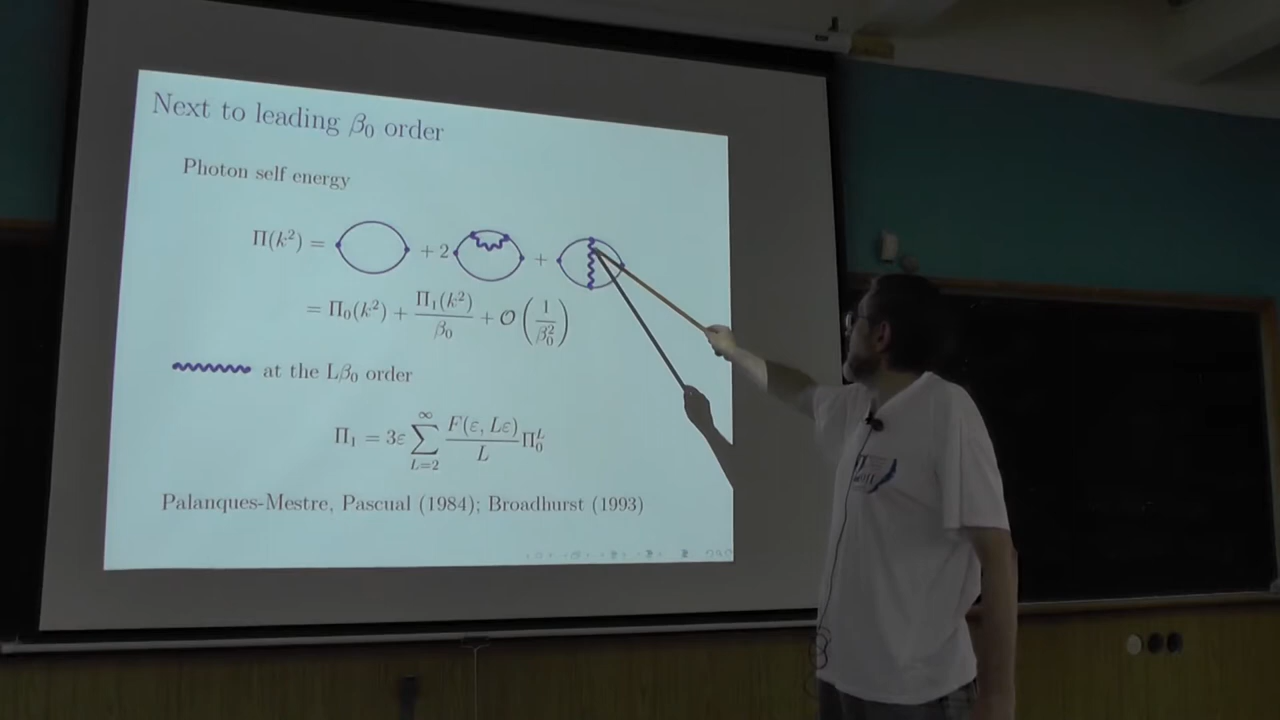 Next to leading β₀ order
Photon self energy
Π(k²) = + 2 +
= Π₀(k²) + Π₁(k²)/β₀ + 𝒪(1/β₀²)
at the Lβ₀ order
Π₁ = 3ε ∑_{L=2}^{∞} F(ε, Lε)/L Π₀ᴸ
Palanques-Mestre, Pascual (1984); Broadhurst (1993)